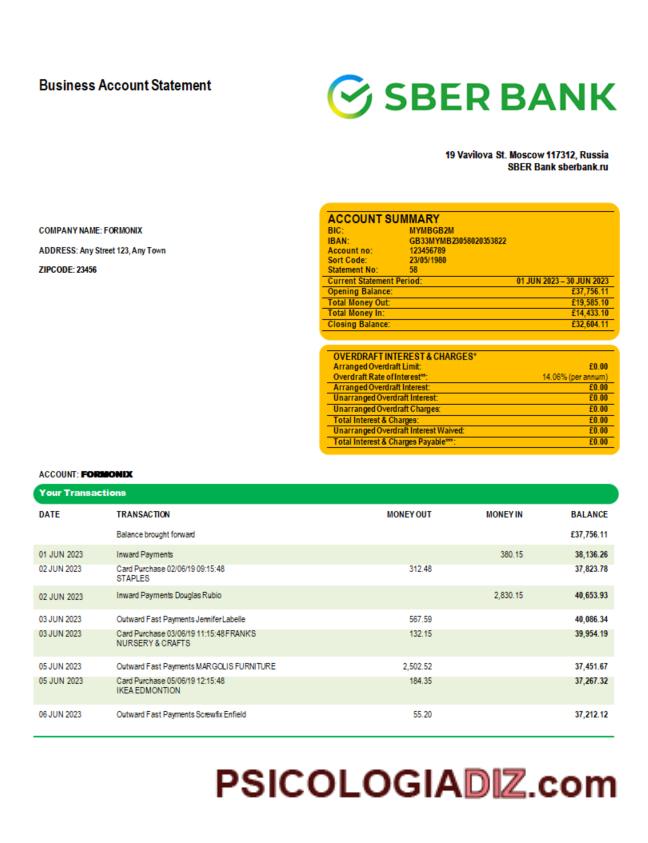 Business Account Statement
SBER BANK
19 Vavilova St. Moscow 117312, Russia
SBER Bank sberbank.ru
COMPANY NAME: FORMONIX
ADDRESS: Any Street 123, Any Town
ZIPCODE: 23456
ACCOUNT SUMMARY
BIC: MYMBGB2M
IBAN: GB33MYMB23058020353822
Account no: 123456789
Sort Code: 23/05/1980
Statement No: 58
Current Statement Period: 01 JUN 2023 – 30 JUN 2023
Opening Balance: £37,756.11
Total Money Out: £19,585.10
Total Money In: £14,433.10
Closing Balance: £32,604.11
OVERDRAFT INTEREST & CHARGES*
Arranged Overdraft Limit: £0.00
Overdraft Rate of Interest**: 14.06% (per annum)
Arranged Overdraft Interest: £0.00
Unarranged Overdraft Interest: £0.00
Unarranged Overdraft Charges: £0.00
Total Interest & Charges: £0.00
Unarranged Overdraft Interest Waived: £0.00
Total Interest & Charges Payable***: £0.00
ACCOUNT: FORMONIX
Your Transactions
DATE TRANSACTION MONEY OUT MONEY IN BALANCE
Balance brought forward £37,756.11
01 JUN 2023 Inward Payments 380.15 38,136.26
02 JUN 2023 Card Purchase 02/06/19 09:15:48 312.48 37,823.78
STAPLES
02 JUN 2023 Inward Payments Douglas Rubio 2,830.15 40,653.93
03 JUN 2023 Outward Fast Payments Jennifer Labelle 567.59 40,086.34
03 JUN 2023 Card Purchase 03/06/19 11:15:48 FRANK'S 132.15 39,954.19
NURSERY & CRAFTS
05 JUN 2023 Outward Fast Payments MARGOLIS FURNITURE 2,502.52 37,451.67
05 JUN 2023 Card Purchase 05/06/19 12:15:48 184.35 37,267.32
IKEA EDMONTION
06 JUN 2023 Outward Fast Payments Screwfix Enfield 55.20 37,212.12
PSICOLOGIADIZ.com